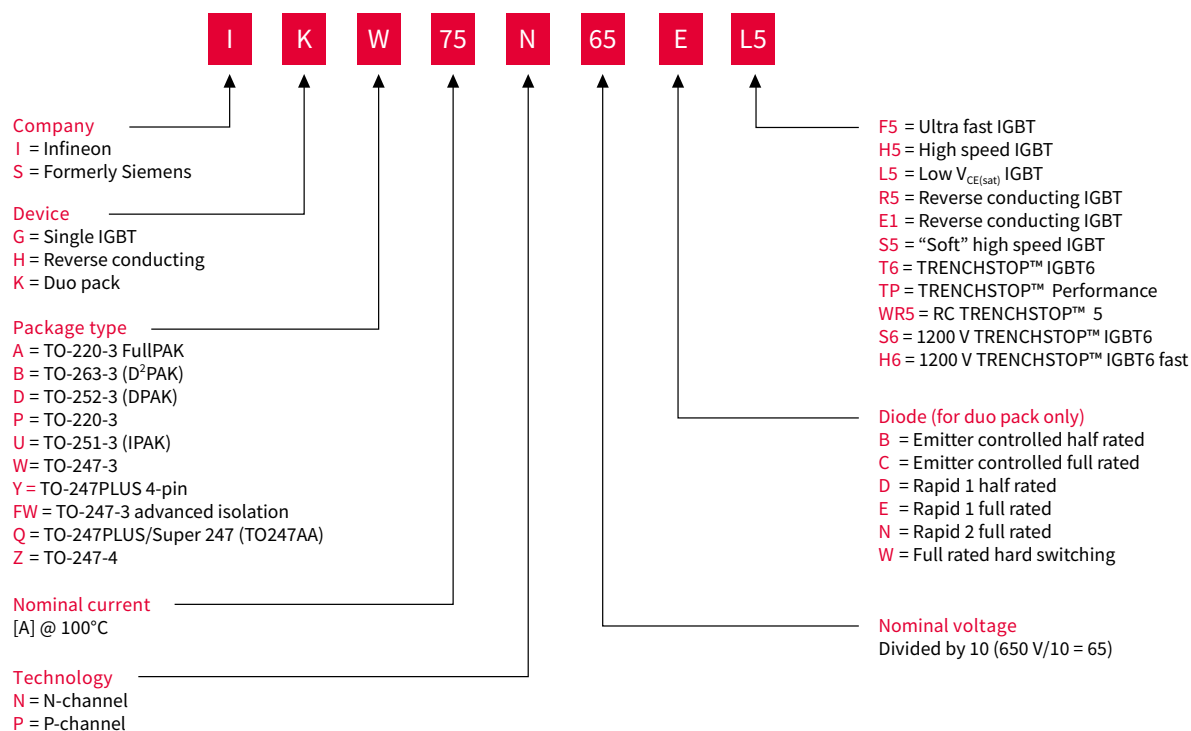 I K W 75 N 65 E L5
Company
I = Infineon
S = Formerly Siemens
Device
G = Single IGBT
H = Reverse conducting
K = Duo pack
Package type
A = TO-220-3 FullPAK
B = TO-263-3 (D²PAK)
D = TO-252-3 (DPAK)
P = TO-220-3
U = TO-251-3 (IPAK)
W= TO-247-3
Y = TO-247PLUS 4-pin
FW = TO-247-3 advanced isolation
Q = TO-247PLUS/Super 247 (TO247AA)
Z = TO-247-4
Nominal current
[A] @ 100°C
Technology
N = N-channel
P = P-channel
F5 = Ultra fast IGBT
H5 = High speed IGBT
L5 = Low VCE(sat) IGBT
R5 = Reverse conducting IGBT
E1 = Reverse conducting IGBT
S5 = “Soft” high speed IGBT
T6 = TRENCHSTOP™ IGBT6
TP = TRENCHSTOP™ Performance
WR5 = RC TRENCHSTOP™ 5
S6 = 1200 V TRENCHSTOP™ IGBT6
H6 = 1200 V TRENCHSTOP™ IGBT6 fast
Diode (for duo pack only)
B = Emitter controlled half rated
C = Emitter controlled full rated
D = Rapid 1 half rated
E = Rapid 1 full rated
N = Rapid 2 full rated
W = Full rated hard switching
Nominal voltage
Divided by 10 (650 V/10 = 65)